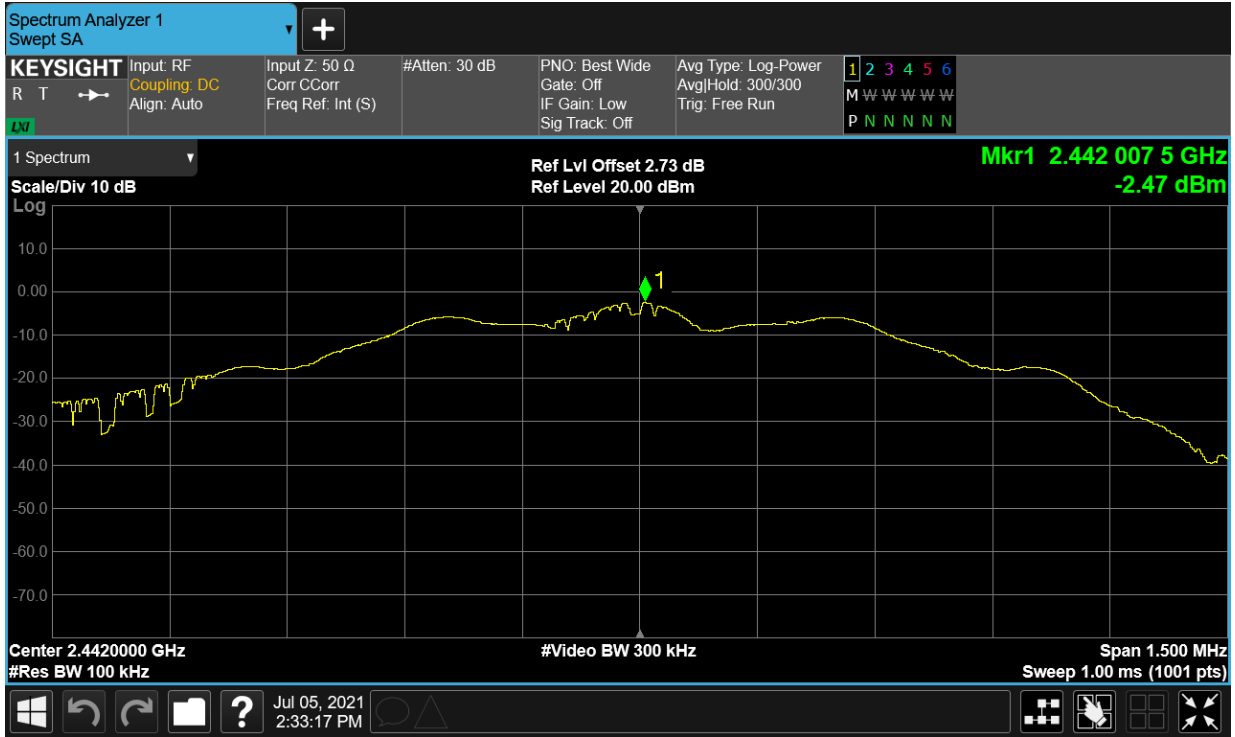 Spectrum Analyzer 1
Swept SA
KEYSIGHT
R T
LXI
Input: RF
Coupling: DC
Align: Auto
Input Z: 50 Ω
Corr CCorr
Freq Ref: Int (S)
#Atten: 30 dB
PNO: Best Wide
Gate: Off
IF Gain: Low
Sig Track: Off
Avg Type: Log-Power
Avg|Hold: 300/300
Trig: Free Run
1 2 3 4 5 6
M W W W W W
P N N N N N
1 Spectrum
Scale/Div 10 dB
Log
Ref Lvl Offset 2.73 dB
Ref Level 20.00 dBm
Mkr1 2.442 007 5 GHz
-2.47 dBm
1
10.0
0.00
-10.0
-20.0
-30.0
-40.0
-50.0
-60.0
-70.0
Center 2.4420000 GHz
#Res BW 100 kHz
#Video BW 300 kHz
Span 1.500 MHz
Sweep 1.00 ms (1001 pts)
?
Jul 05, 2021
2:33:17 PM